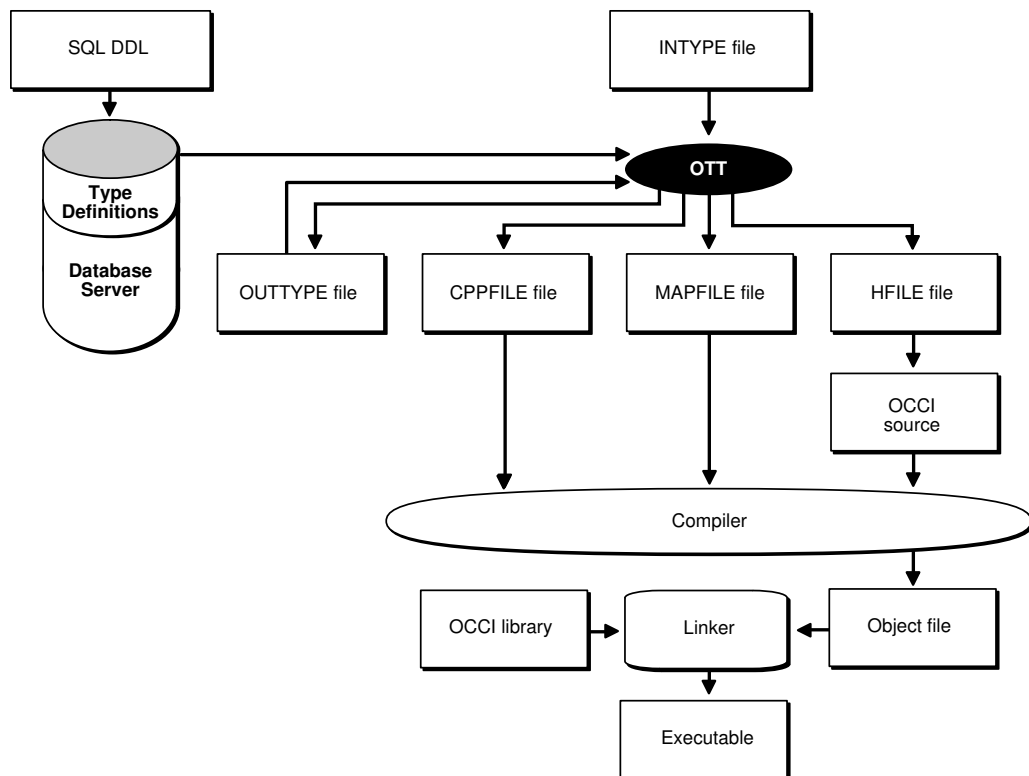 SQL DDL
INTYPE file
OTT
Type
Definitions
Database
Server
OUTTYPE file
CPPFILE file
MAPFILE file
HFILE file
OCCI
source
Compiler
OCCI library
Linker
Object file
Executable